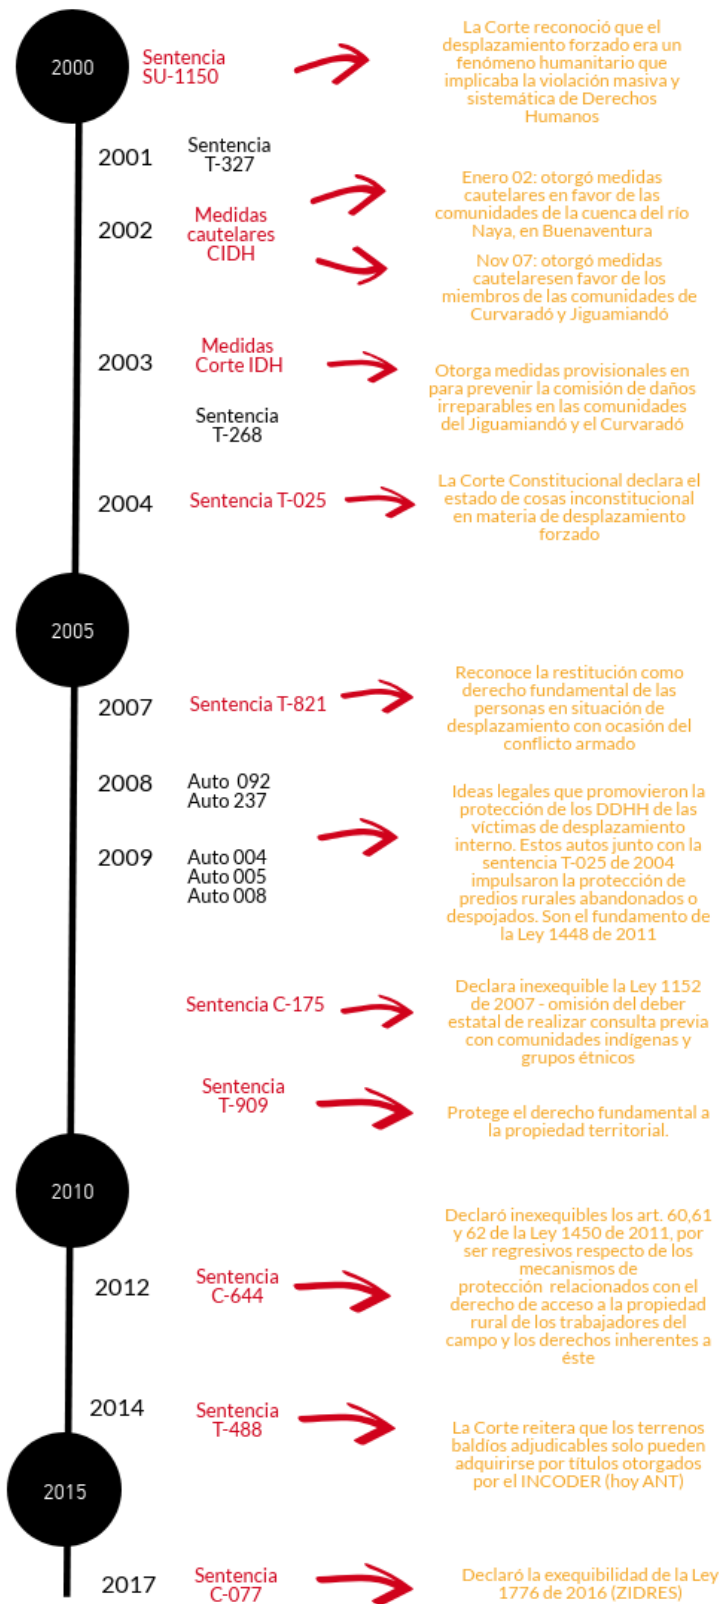 2000
Sentencia
SU-1150
La Corte reconoció que el
desplazamiento forzado era un
fenómeno humanitario que
implicaba la violación masiva y
sistemática de Derechos
Humanos
2001
Sentencia
T-327
2002
Medidas
cautelares
CIDH
Enero 02: otorgó medidas
cautelares en favor de las
comunidades de la cuenca del río
Naya, en Buenaventura
Nov 07: otorgó medidas
cautelaresen favor de los
miembros de las comunidades de
Curvaradó y Jiguamiandó
2003
Medidas
Corte IDH
Otorga medidas provisionales en
para prevenir la comisión de daños
irreparables en las comunidades
del Jiguamiandó y el Curvaradó
Sentencia
T-268
2004
Sentencia T-025
La Corte Constitucional declara el
estado de cosas inconstitucional
en materia de desplazamiento
forzado
2005
2007
Sentencia T-821
Reconoce la restitución como
derecho fundamental de las
personas en situación de
desplazamiento con ocasión del
conflicto armado
2008
Auto 092
Auto 237
2009
Auto 004
Auto 005
Auto 008
Ideas legales que promovieron la
protección de los DDHH de las
víctimas de desplazamiento
interno. Estos autos junto con la
sentencia T-025 de 2004
impulsaron la protección de
predios rurales abandonados o
despojados. Son el fundamento de
la Ley 1448 de 2011
Sentencia C-175
Declara inexequible la Ley 1152
de 2007 - omisión del deber
estatal de realizar consulta previa
con comunidades indígenas y
grupos étnicos
Sentencia
T-909
Protege el derecho fundamental a
la propiedad territorial.
2010
2012
Sentencia
C-644
Declaró inexequibles los art. 60,61
y 62 de la Ley 1450 de 2011, por
ser regresivos respecto de los
mecanismos de
protección relacionados con el
derecho de acceso a la propiedad
rural de los trabajadores del
campo y los derechos inherentes a
éste
2014
Sentencia
T-488
La Corte reitera que los terrenos
baldíos adjudicables solo pueden
adquirirse por títulos otorgados
por el INCODER (hoy ANT)
2015
2017
Sentencia
C-077
Declaró la exequibilidad de la Ley
1776 de 2016 (ZIDRES)